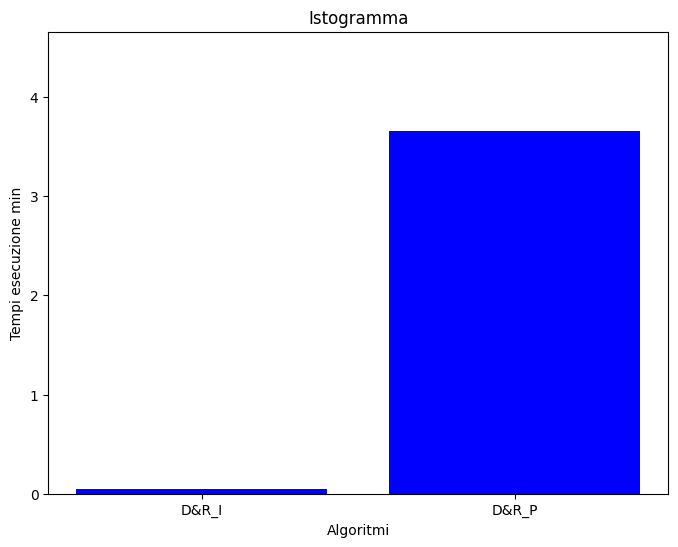 Istogramma
Tempi esecuzione min
4
3
2
1
0
D&R_I
D&R_P
Algoritmi